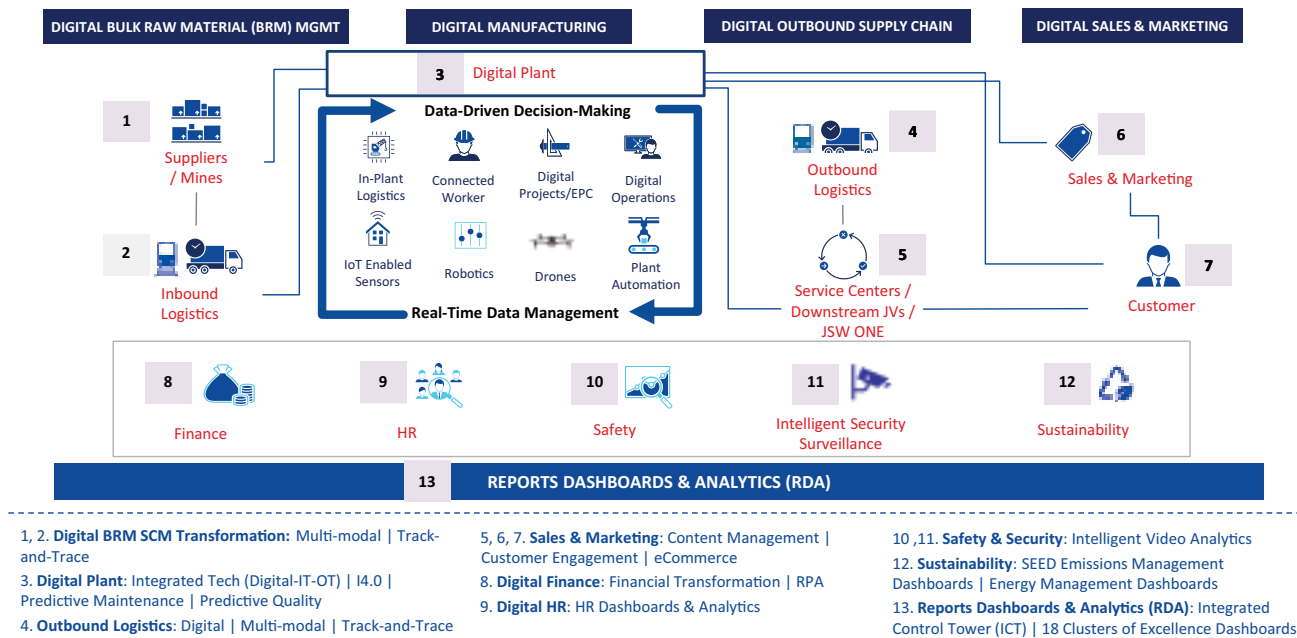 DIGITAL BULK RAW MATERIAL (BRM) MGMT
DIGITAL MANUFACTURING
DIGITAL OUTBOUND SUPPLY CHAIN
DIGITAL SALES & MARKETING
3
Digital Plant
1
Suppliers
/ Mines
2
Inbound
Logistics
Data-Driven Decision-Making
In-Plant
Logistics
Connected
Worker
Digital
Projects/EPC
Digital
Operations
IoT Enabled
Sensors
Robotics
Drones
Plant
Automation
Real-Time Data Management
4
Outbound
Logistics
5
Service Centers /
Downstream JVs /
JSW ONE
6
Sales & Marketing
7
Customer
8
Finance
9
HR
10
Safety
11
Intelligent Security
Surveillance
12
Sustainability
13
REPORTS DASHBOARDS & ANALYTICS (RDA)
1, 2. Digital BRM SCM Transformation: Multi-modal | Track-
and-Trace
3. Digital Plant: Integrated Tech (Digital-IT-OT) | I4.0 |
Predictive Maintenance | Predictive Quality
4. Outbound Logistics: Digital | Multi-modal | Track-and-Trace
5, 6, 7. Sales & Marketing: Content Management |
Customer Engagement | eCommerce
8. Digital Finance: Financial Transformation | RPA
9. Digital HR: HR Dashboards & Analytics
10 ,11. Safety & Security: Intelligent Video Analytics
12. Sustainability: SEED Emissions Management
Dashboards | Energy Management Dashboards
13. Reports Dashboards & Analytics (RDA): Integrated
Control Tower (ICT) | 18 Clusters of Excellence Dashboards